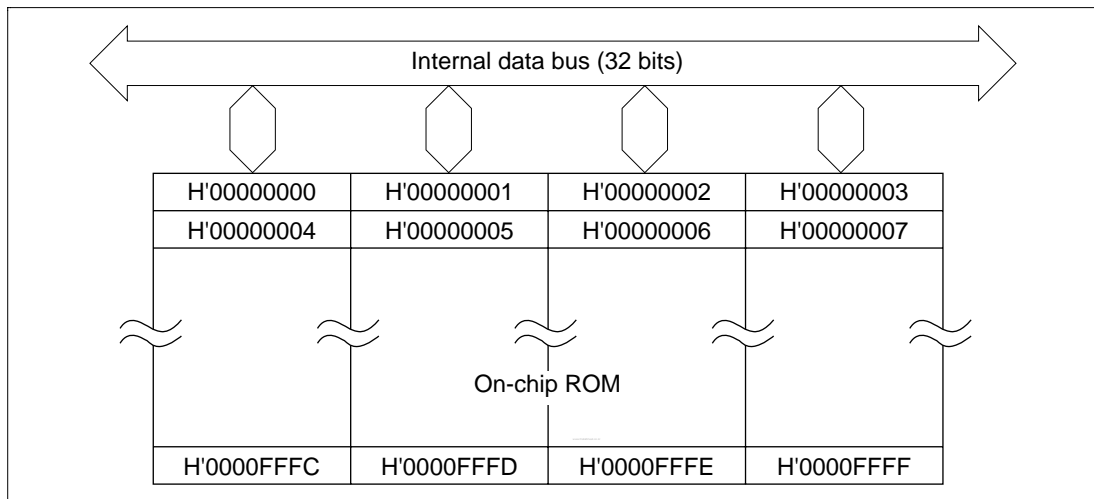 Internal data bus (32 bits)
H'00000000 H'00000001 H'00000002 H'00000003
H'00000004 H'00000005 H'00000006 H'00000007
On-chip ROM
H'0000FFFC H'0000FFFD H'0000FFFE H'0000FFFF